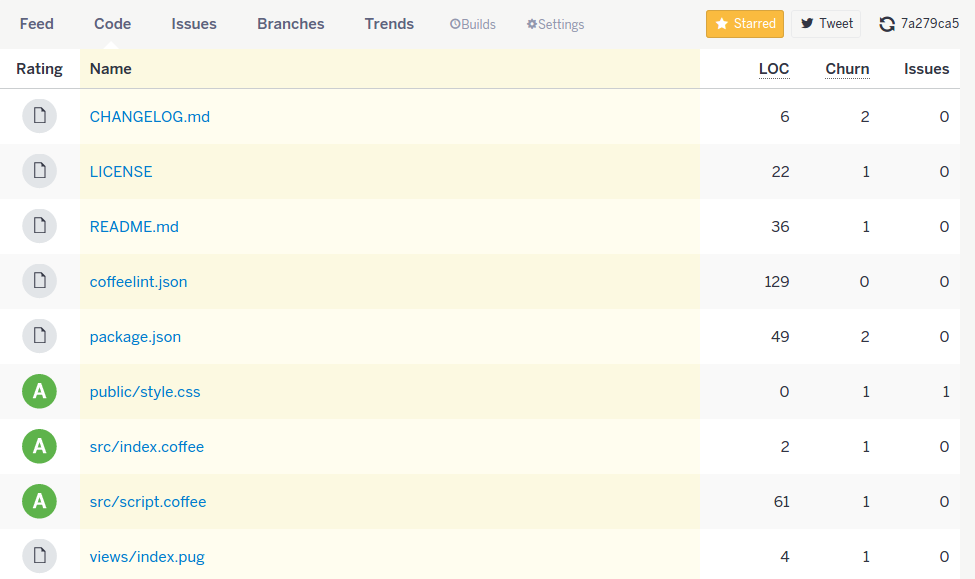 Feed Code Issues Branches Trends Builds Settings Starred Tweet 7a279ca5
Rating Name LOC Churn Issues
CHANGELOG.md 6 2 0
LICENSE 22 1 0
README.md 36 1 0
coffeelint.json 129 0 0
package.json 49 2 0
A public/style.css 0 1 1
A src/index.coffee 2 1 0
A src/script.coffee 61 1 0
views/index.pug 4 1 0